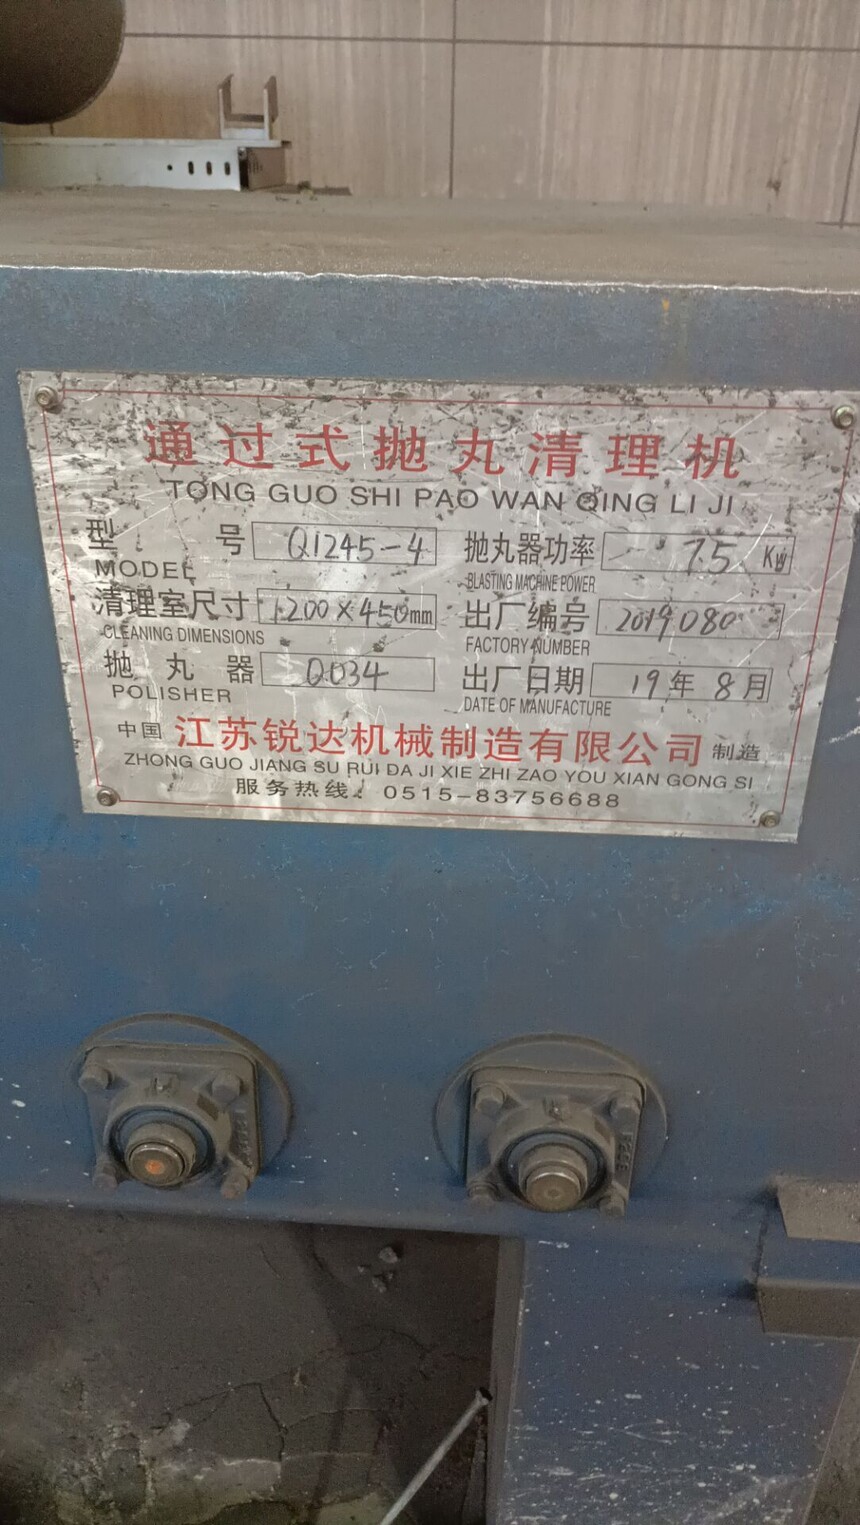 通过式抛丸清理机
TONG GUO SHI PAO WAN QING LI JI
型号 Q1245-4 抛丸器功率 7.5 KW
MODEL BLASTING MACHINE POWER
清理室尺寸 1200×450mm 出厂编号 2019080
CLEANING DIMENSIONS FACTORY NUMBER
抛丸器 Q034 出厂日期 19年8月
POLISHER DATE OF MANUFACTURE
中国 江苏锐达机械制造有限公司 制造
ZHONG GUO JIANG SU RUI DA JI XIE ZHI ZAO YOU XIAN GONG SI
服务热线: 0515-83756688